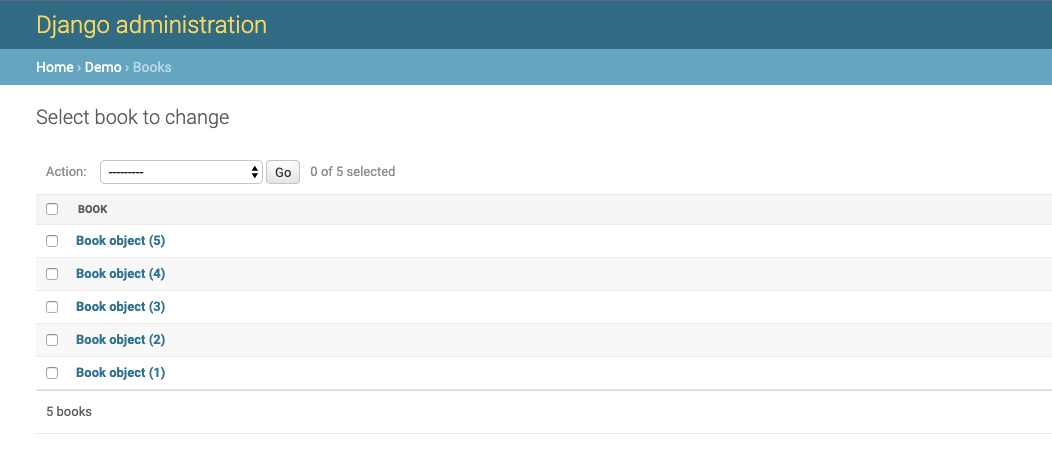 Django administration
Home › Demo › Books
Select book to change
Action: --------- Go 0 of 5 selected
BOOK
Book object (5)
Book object (4)
Book object (3)
Book object (2)
Book object (1)
5 books